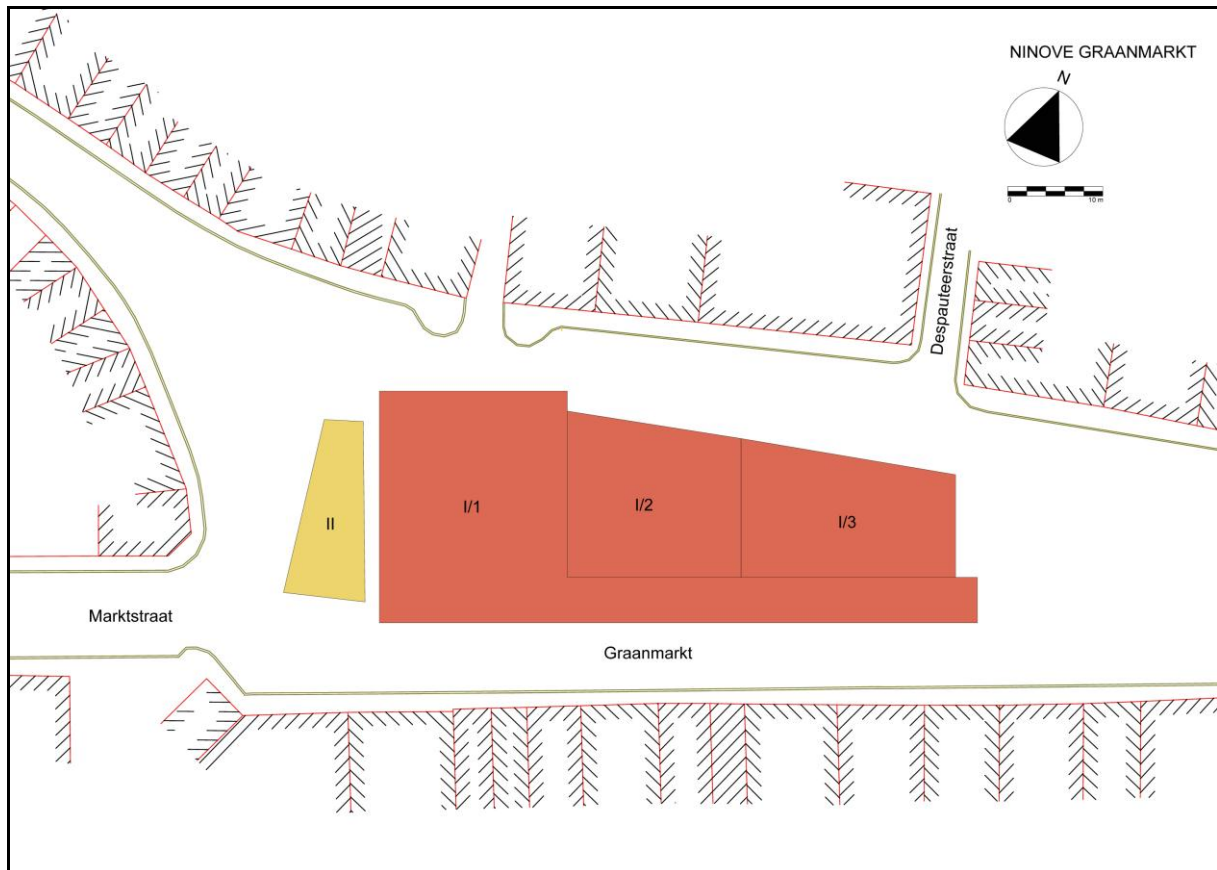 NINOVE GRAANMARKT
N
0 10 m
Despauteerstraat
I/1
I/2
I/3
II
Marktstraat
Graanmarkt